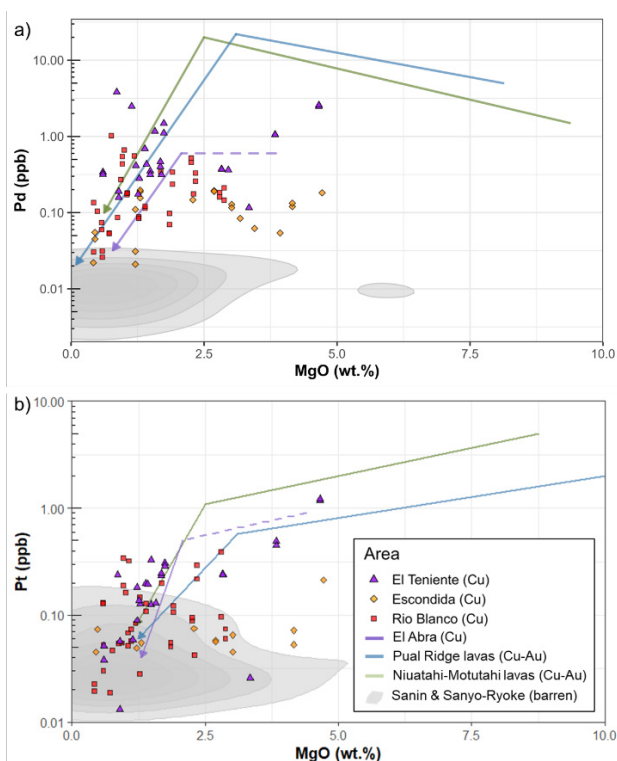 a)
10.00
1.00
0.10
0.01
Pd (ppb)
0.0
2.5
5.0
7.5
10.0
MgO (wt.%)
b)
10.00
1.00
0.10
0.01
Pt (ppb)
Area
El Teniente (Cu)
Escondida (Cu)
Rio Blanco (Cu)
El Abra (Cu)
Pual Ridge lavas (Cu-Au)
Niuatahi-Motutahi lavas (Cu-Au)
Sanin & Sanyo-Ryoke (barren)
0.0
2.5
5.0
7.5
10.0
MgO (wt.%)